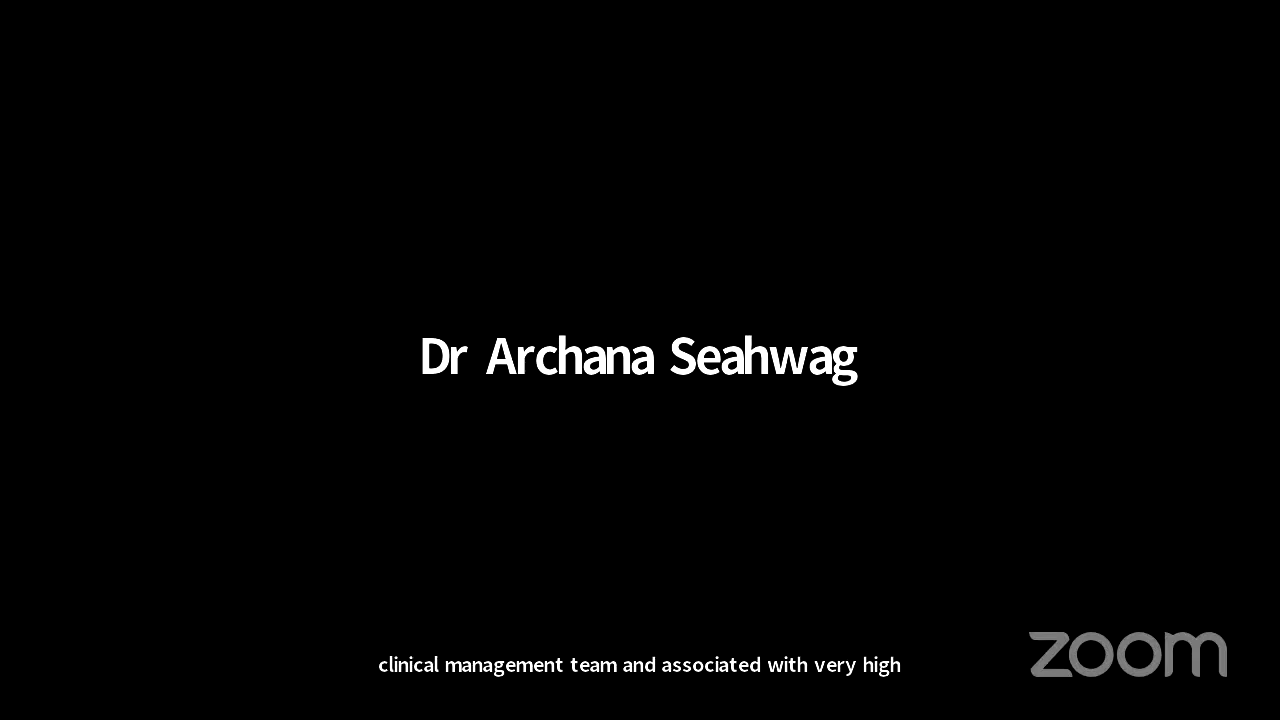 Dr Archana Seahwag
clinical management team and associated with very high
zoom